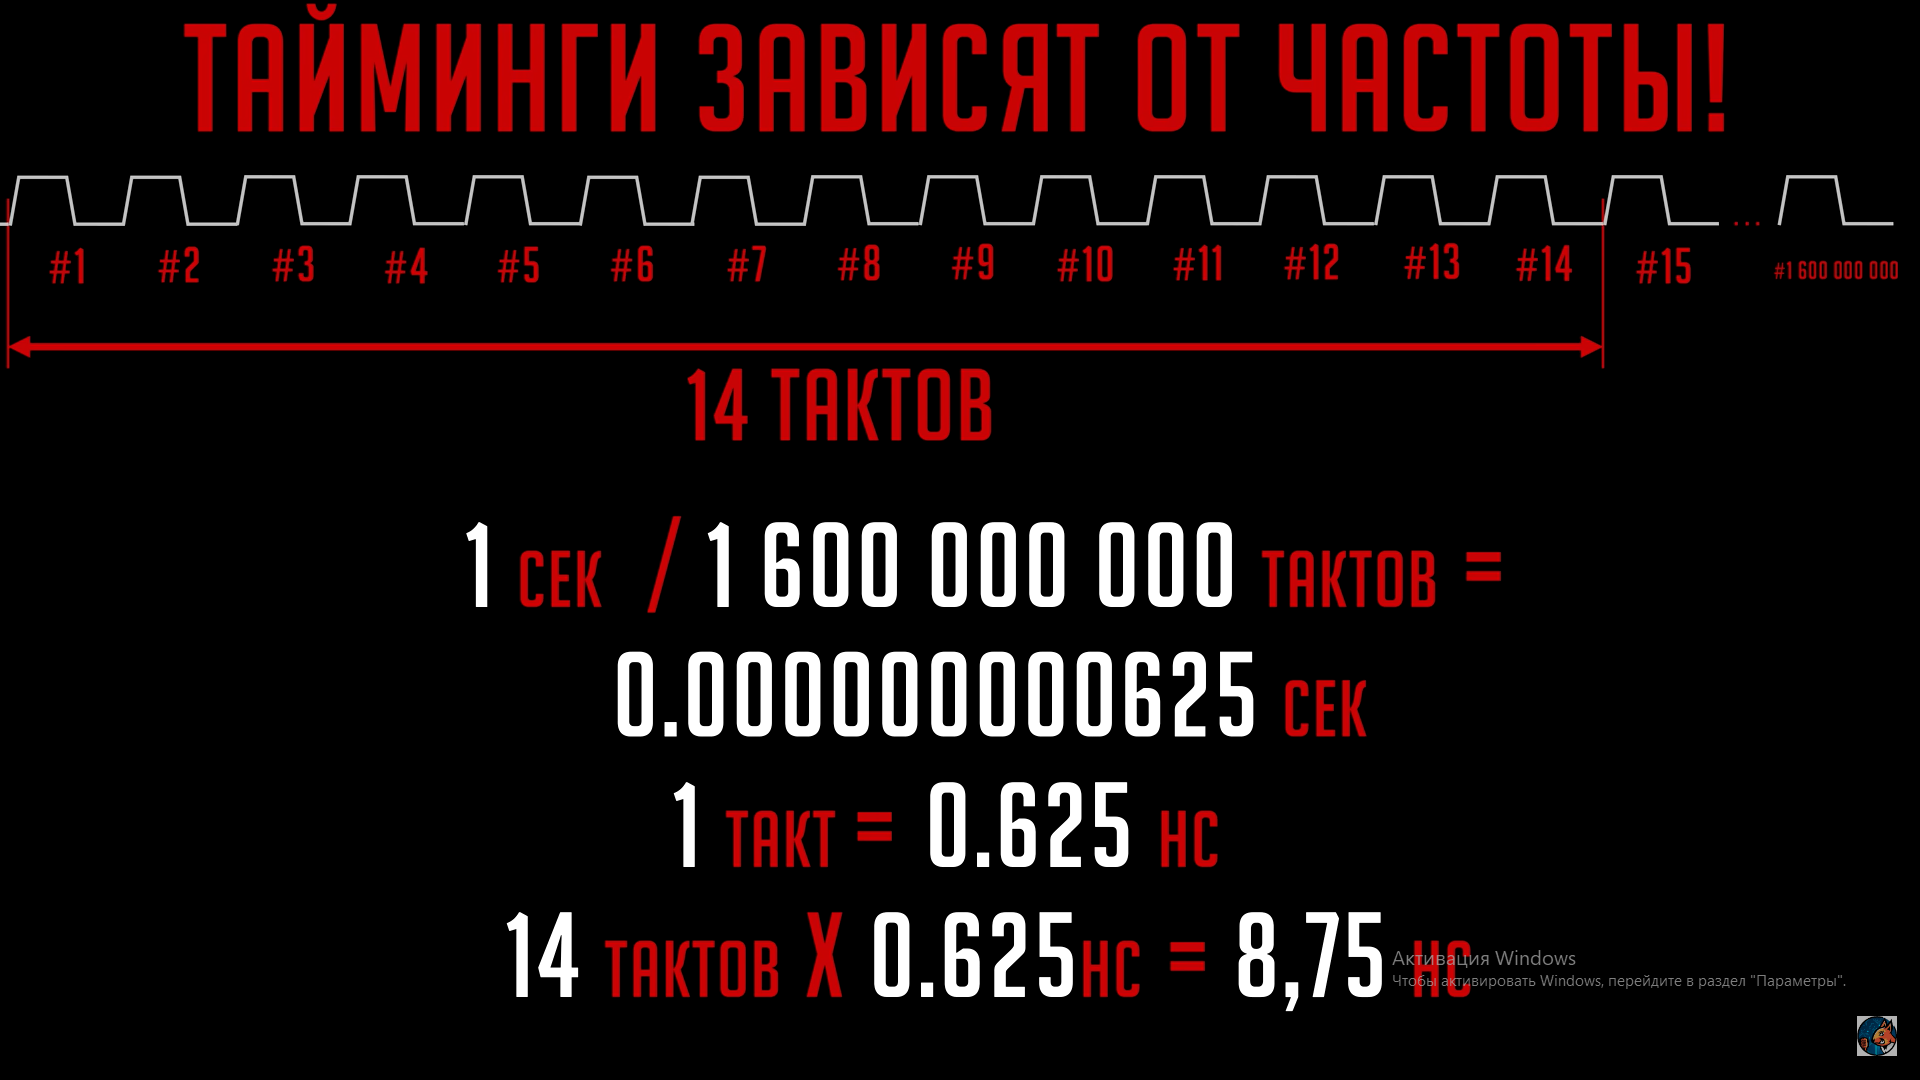 ТАЙМИНГИ ЗАВИСЯТ ОТ ЧАСТОТЫ!
#1 #2 #3 #4 #5 #6 #7 #8 #9 #10 #11 #12 #13 #14 #15 ... #1 600 000 000
14 ТАКТОВ
1 СЕК / 1 600 000 000 ТАКТОВ =
0.000000000625 СЕК
1 ТАКТ = 0.625 НС
14 ТАКТОВ X 0.625НС = 8,75 НС
Активация Windows
Чтобы активировать Windows, перейдите в раздел "Параметры".